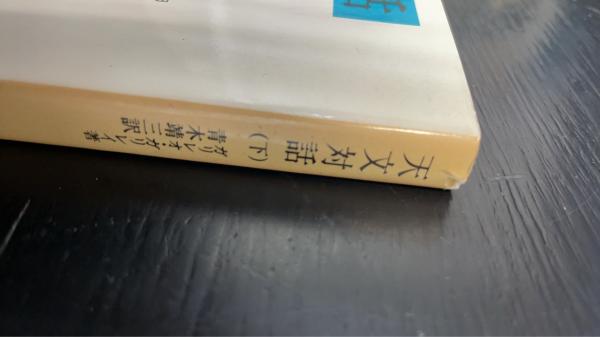 天文対話(下)
ガリレオ・ガリレイ著
青木靖三訳
話